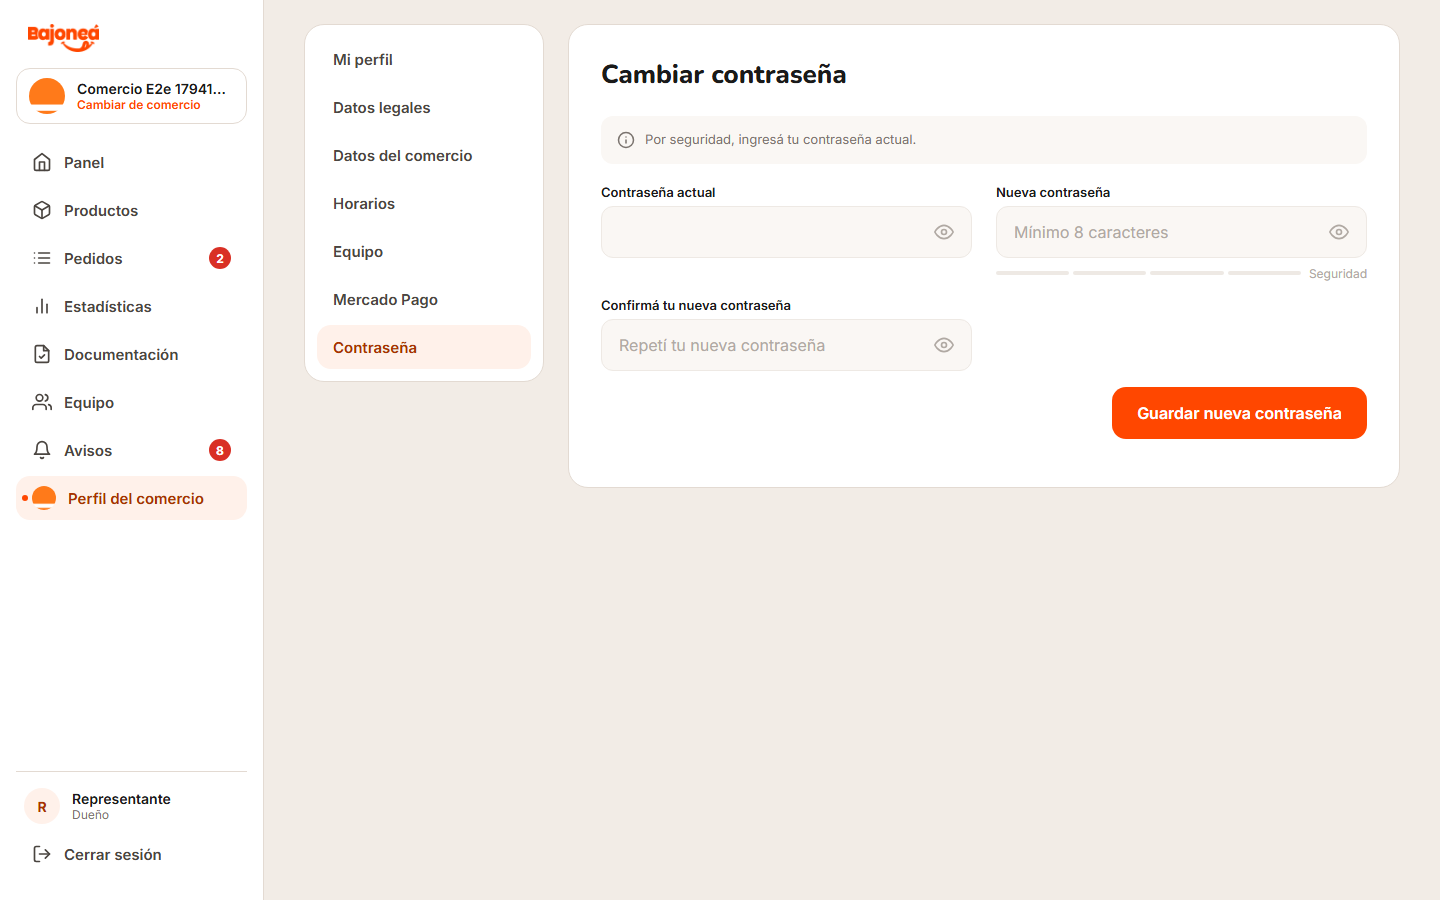 Bajoneá
Comercio E2e 17941...
Cambiar de comercio
Panel
Productos
Pedidos 2
Estadísticas
Documentación
Equipo
Avisos 8
Perfil del comercio
Representante
R
Dueño
Cerrar sesión
Mi perfil
Datos legales
Datos del comercio
Horarios
Equipo
Mercado Pago
Contraseña
Cambiar contraseña
Por seguridad, ingresá tu contraseña actual.
Contraseña actual
Nueva contraseña
Mínimo 8 caracteres
Seguridad
Confirmá tu nueva contraseña
Repetí tu nueva contraseña
Guardar nueva contraseña